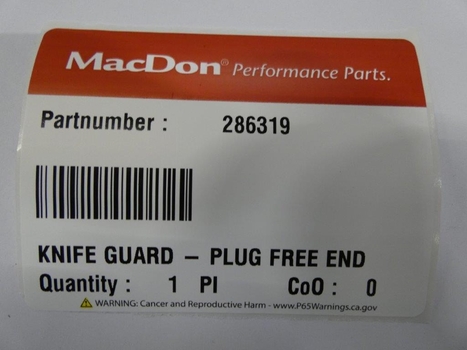 MacDon® Performance Parts.
Partnumber : 286319
KNIFE GUARD – PLUG FREE END
Quantity : 1 PI CoO : 0
⚠ WARNING: Cancer and Reproductive Harm - www.P65Warnings.ca.gov